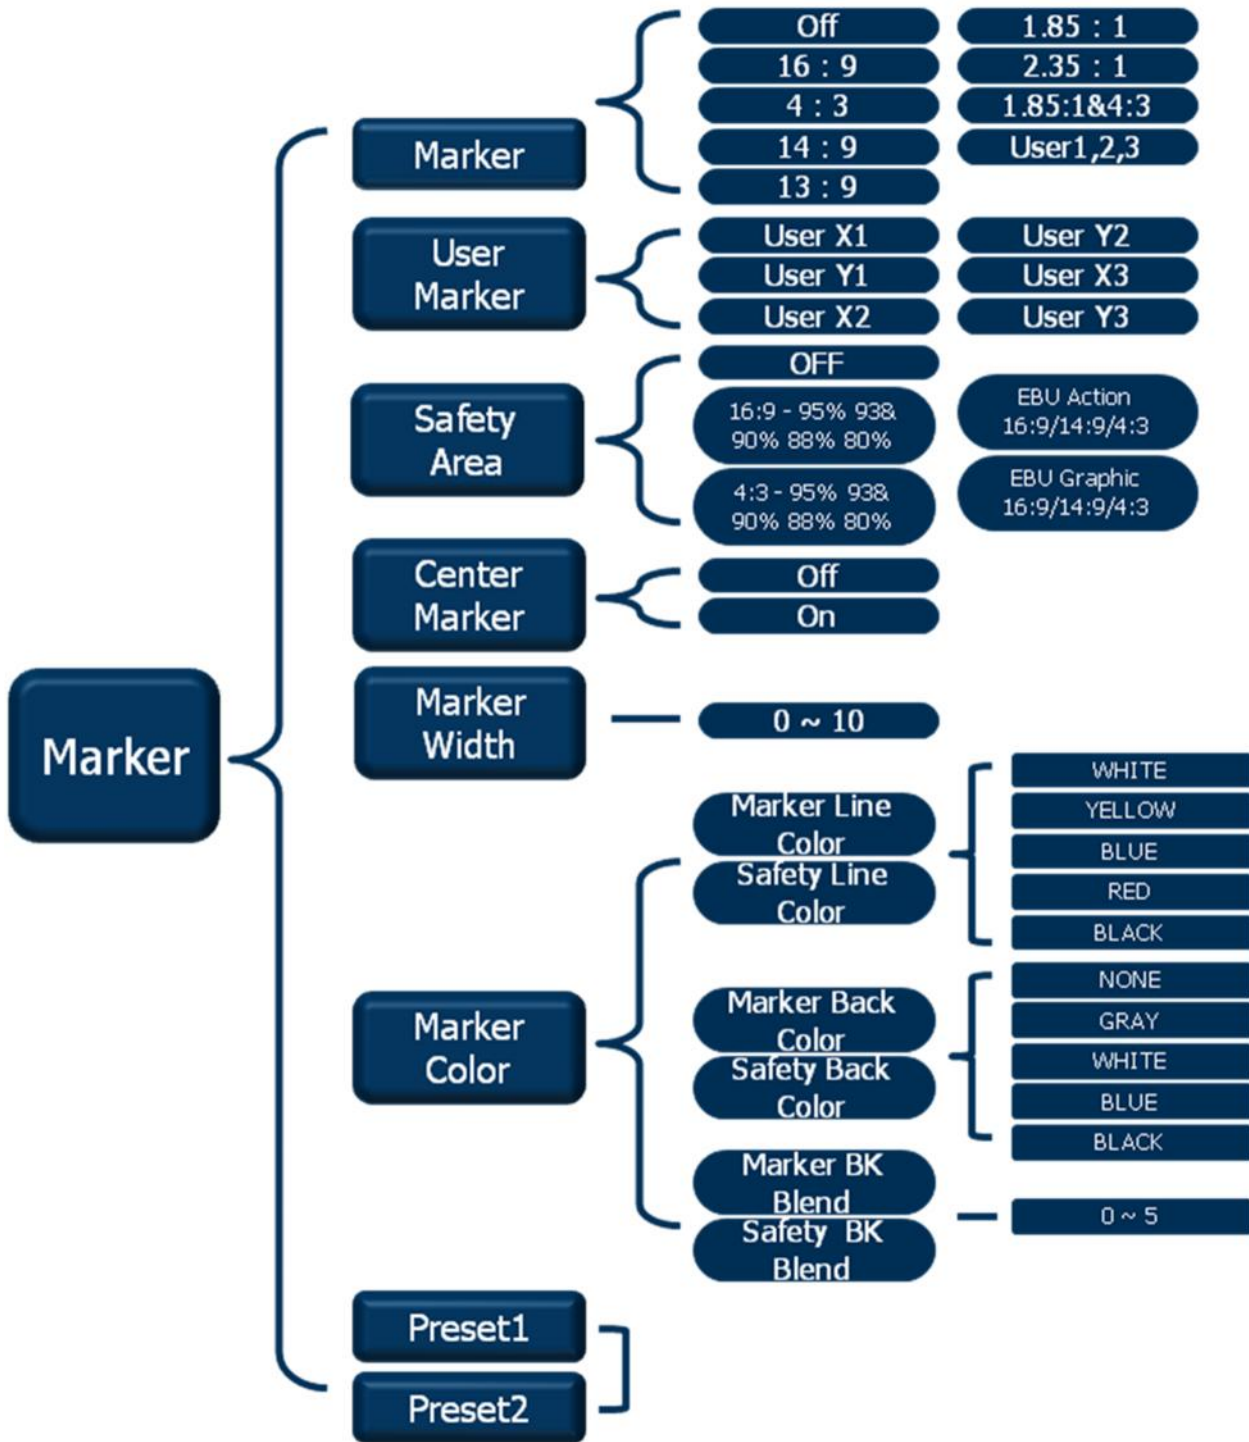 Marker
Marker
Off
16 : 9
4 : 3
14 : 9
13 : 9
1.85 : 1
2.35 : 1
1.85:1&4:3
User1,2,3
User
Marker
User X1
User Y1
User X2
User Y2
User X3
User Y3
Safety
Area
OFF
16:9 - 95% 93&
90% 88% 80%
4:3 - 95% 93&
90% 88% 80%
EBU Action
16:9/14:9/4:3
EBU Graphic
16:9/14:9/4:3
Center
Marker
Off
On
Marker
Width
0 ~ 10
Marker
Color
Marker Line
Color
Safety Line
Color
WHITE
YELLOW
BLUE
RED
BLACK
Marker Back
Color
Safety Back
Color
NONE
GRAY
WHITE
BLUE
BLACK
Marker BK
Blend
Safety BK
Blend
0 ~ 5
Preset1
Preset2